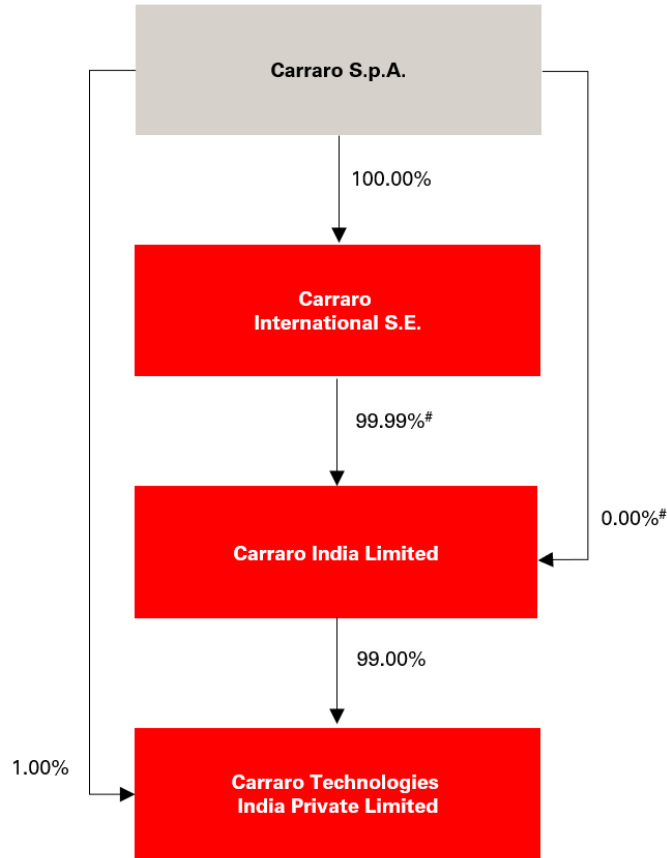 Carraro S.p.A.
100.00%
Carraro
International S.E.
99.99%#
0.00%#
Carraro India Limited
99.00%
1.00%
Carraro Technologies
India Private Limited